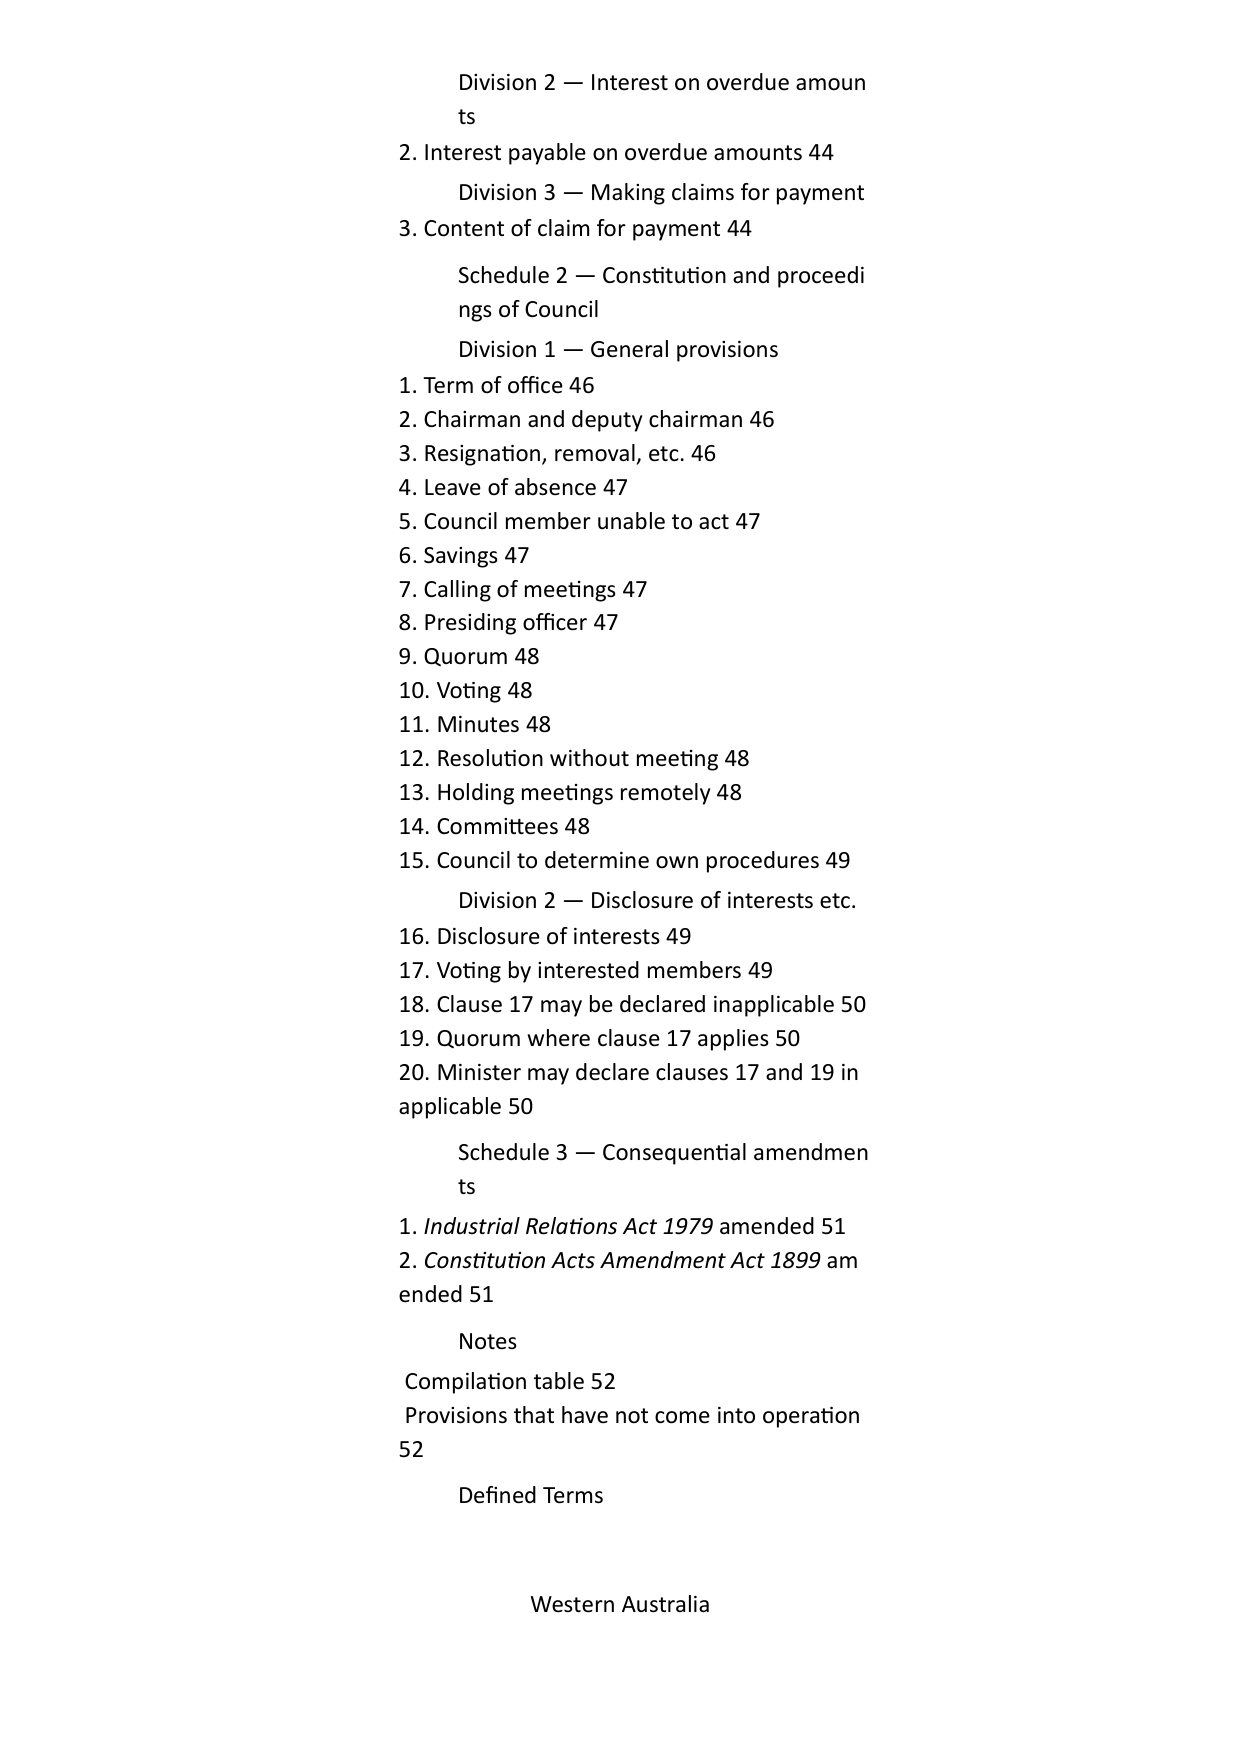 Division 2 — Interest on overdue amoun
ts
2. Interest payable on overdue amounts 44
Division 3 — Making claims for payment
3. Content of claim for payment 44
Schedule 2 — Constitution and proceedi
ngs of Council
Division 1 — General provisions
1. Term of office 46
2. Chairman and deputy chairman 46
3. Resignation, removal, etc. 46
4. Leave of absence 47
5. Council member unable to act 47
6. Savings 47
7. Calling of meetings 47
8. Presiding officer 47
9. Quorum 48
10. Voting 48
11. Minutes 48
12. Resolution without meeting 48
13. Holding meetings remotely 48
14. Committees 48
15. Council to determine own procedures 49
Division 2 — Disclosure of interests etc.
16. Disclosure of interests 49
17. Voting by interested members 49
18. Clause 17 may be declared inapplicable 50
19. Quorum where clause 17 applies 50
20. Minister may declare clauses 17 and 19 in
applicable 50
Schedule 3 — Consequential amendmen
ts
1. Industrial Relations Act 1979 amended 51
2. Constitution Acts Amendment Act 1899 am
ended 51
Notes
Compilation table 52
Provisions that have not come into operation
52
Defined Terms
Western Australia